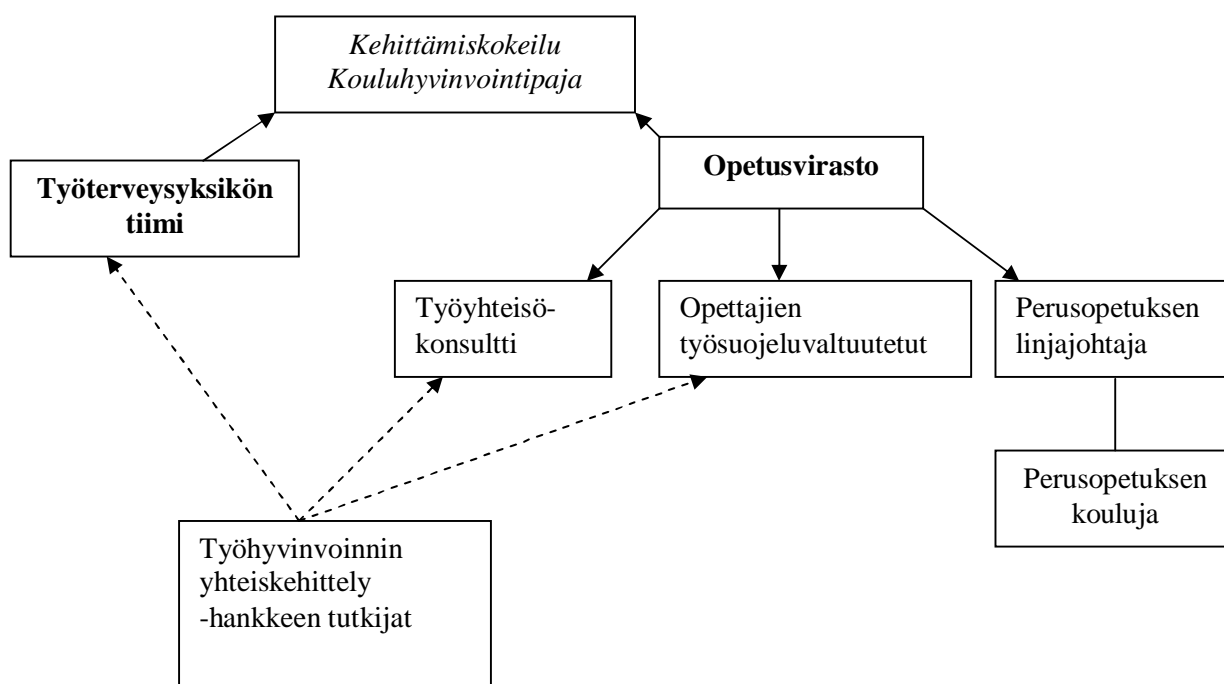 Kehittämiskokeilu
Kouluhyvinvointipaja
Työterveysyksikön
tiimi
Opetusvirasto
Työyhteisö-
konsultti
Opettajien
työsuojeluvaltuutetut
Perusopetuksen
linjajohtaja
Perusopetuksen
kouluja
Työhyvinvoinnin
yhteiskehittely
-hankkeen tutkijat